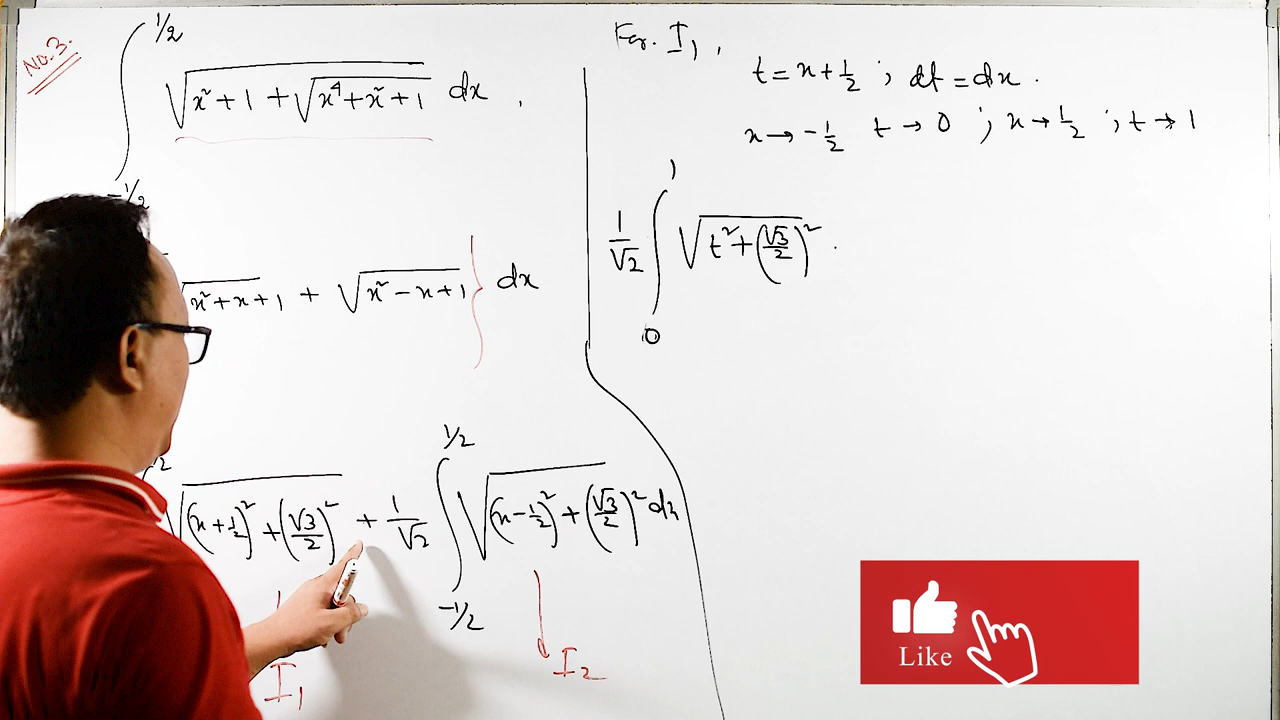 No. 3.
∫_{-1/2}^{1/2} √(x² + 1 + √(x⁴ + x² + 1)) dx ,
√(x² + x + 1) + √(x² - x + 1) } dx
√((x + 1/2)² + (√3/2)²) + 1/√2 ∫_{-1/2}^{1/2} √((x - 1/2)² + (√3/2)²) dx
I₁
I₂
For. I₁ ,
t = x + 1/2 ; dt = dx .
x → -1/2 t → 0 ; x → 1/2 ; t → 1
1/√2 ∫_0^1 √(t² + (√3/2)²) .
Like